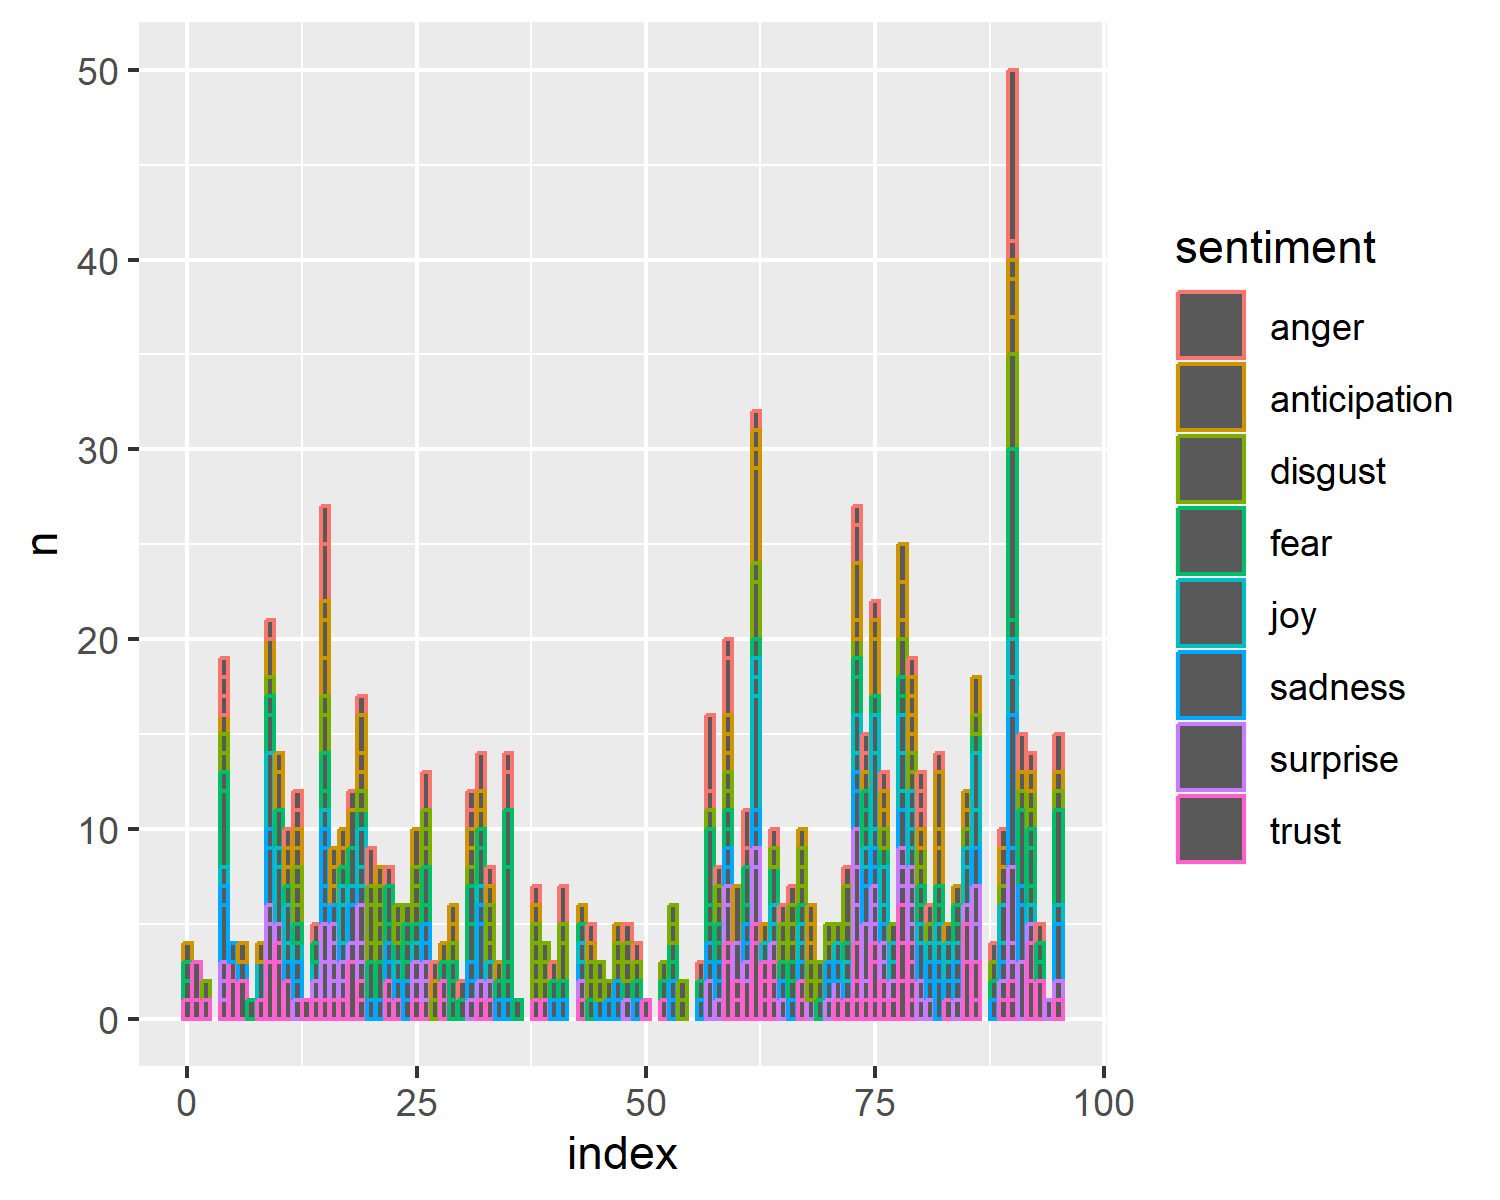 50
40
30
20
10
0
n
0 25 50 75 100
index
sentiment
anger
anticipation
disgust
fear
joy
sadness
surprise
trust